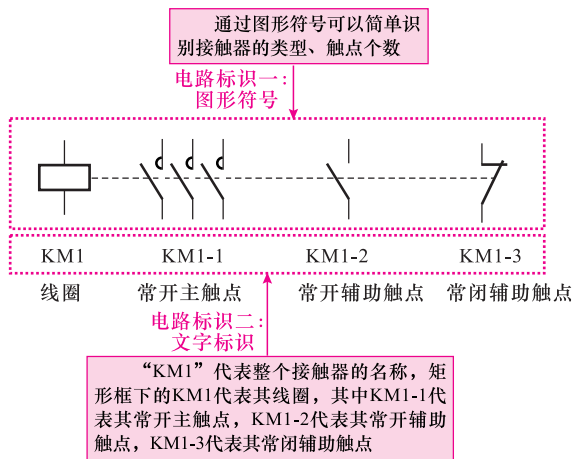 通过图形符号可以简单识
别接触器的类型、触点个数
电路标识一：
图形符号
KM1 KM1-1 KM1-2 KM1-3
线圈 常开主触点 常开辅助触点 常闭辅助触点
电路标识二：
文字标识
“KM1”代表整个接触器的名称，矩
形框下的KM1代表其线圈，其中KM1-1代
表其常开主触点，KM1-2代表其常开辅助
触点，KM1-3代表其常闭辅助触点